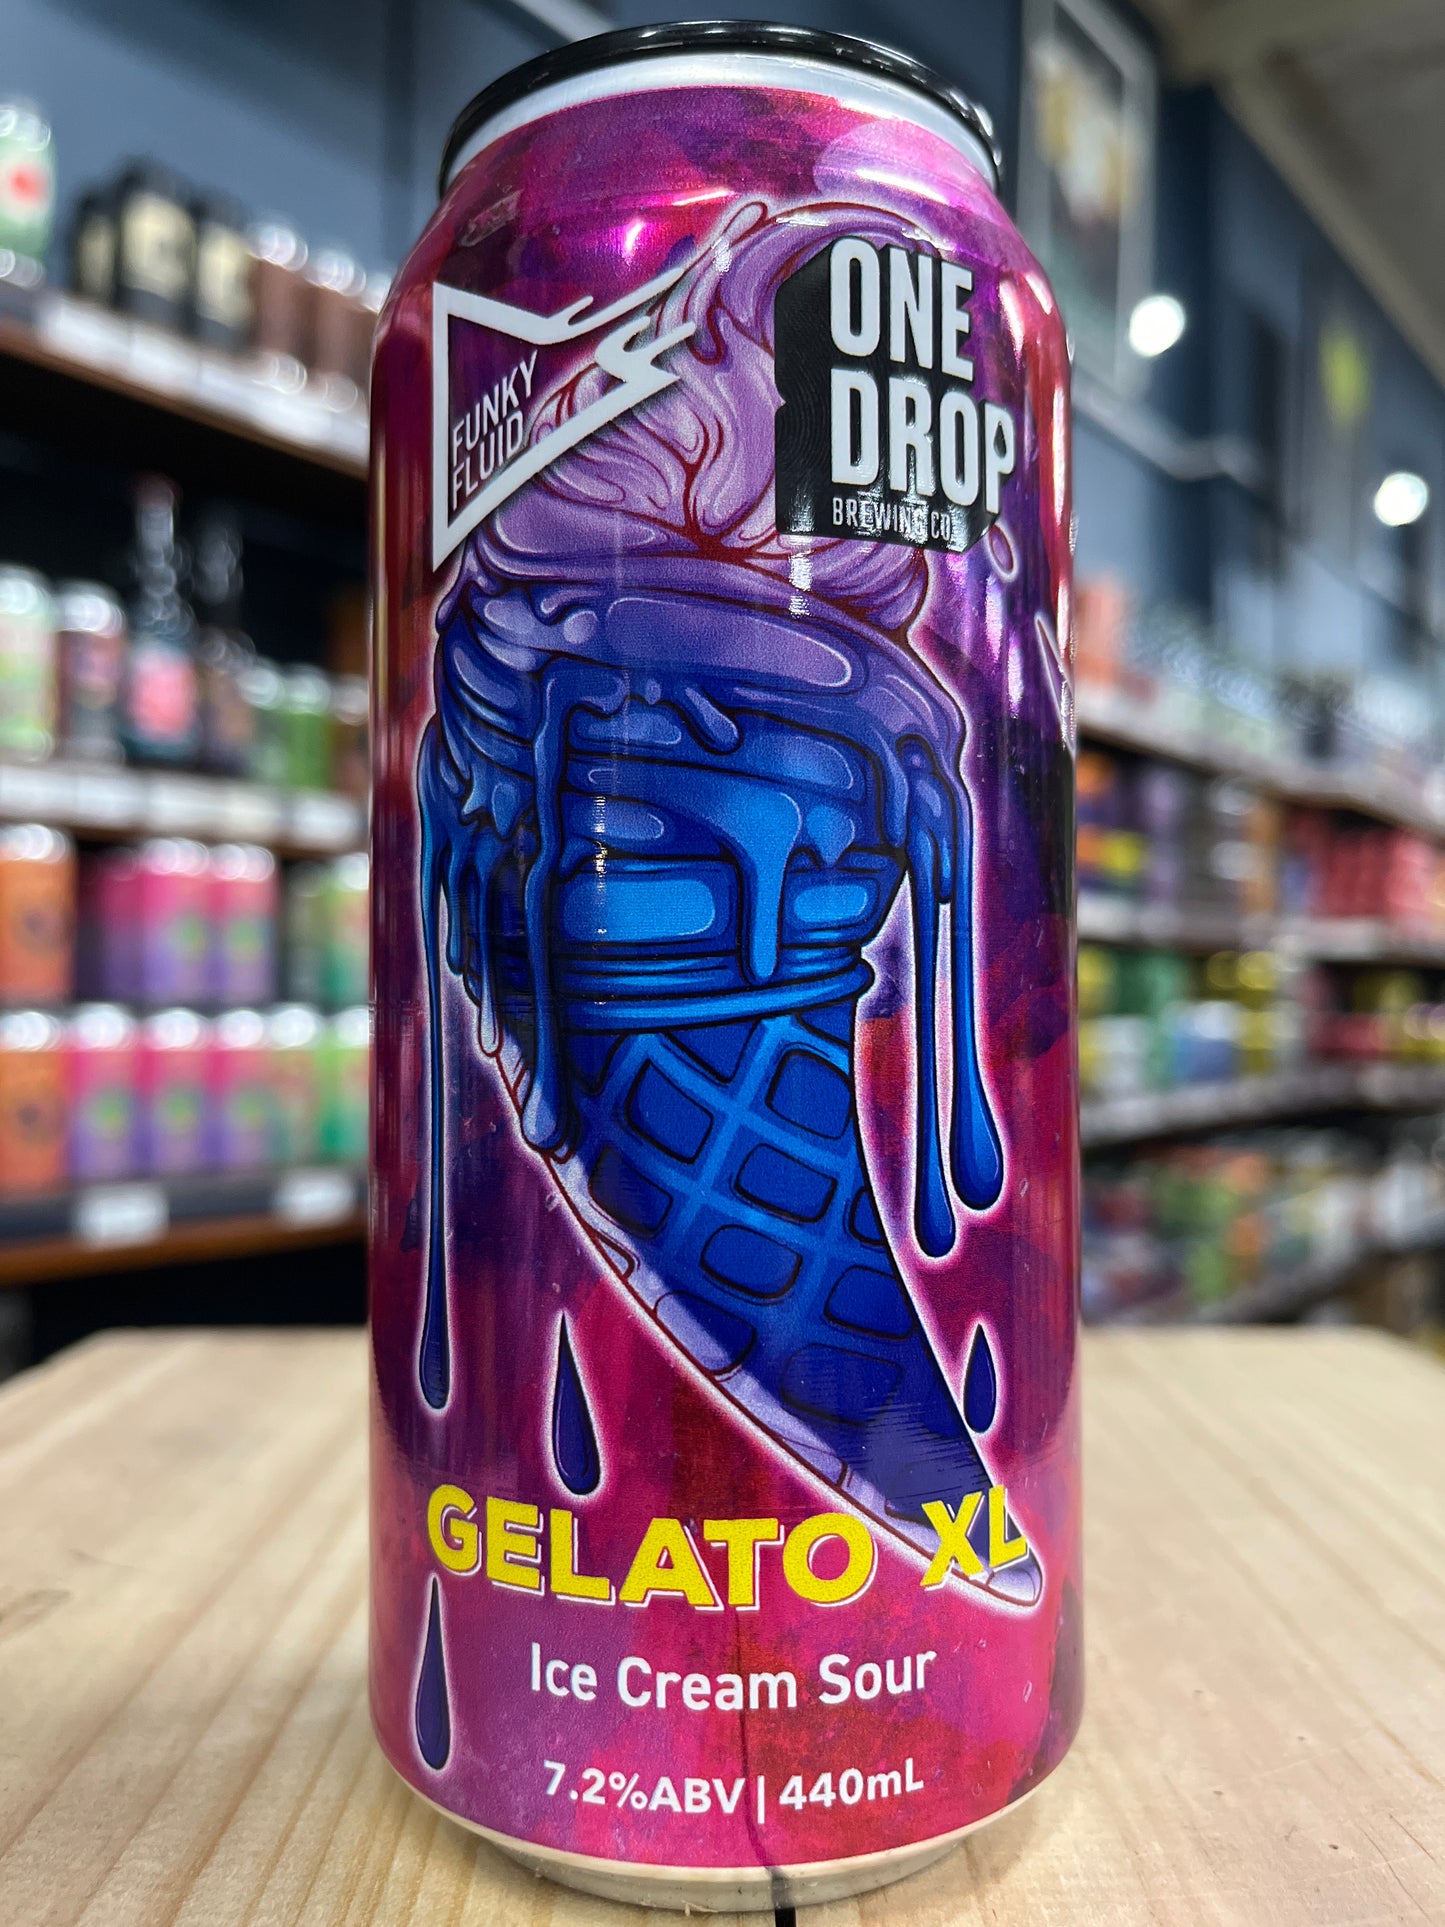 FUNKY
FLUID
ONE
DROP
BREWING CO.
GELATO XL
Ice Cream Sour
7.2%ABV | 440mL